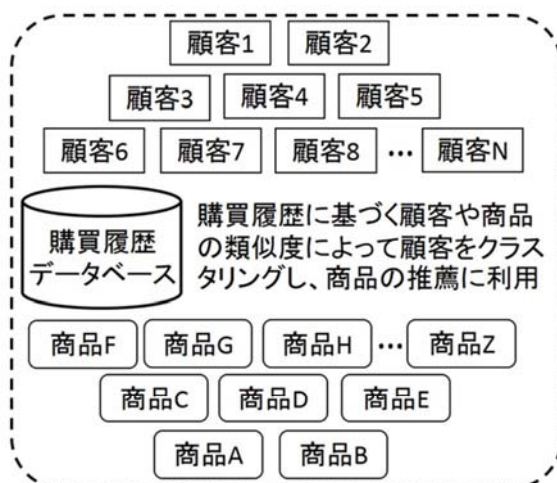 顧客1 顧客2
顧客3 顧客4 顧客5
顧客6 顧客7 顧客8 … 顧客N
購買履歴
データベース
購買履歴に基づく顧客や商品
の類似度によって顧客をクラス
タリングし、商品の推薦に利用
商品F 商品G 商品H … 商品Z
商品C 商品D 商品E
商品A 商品B